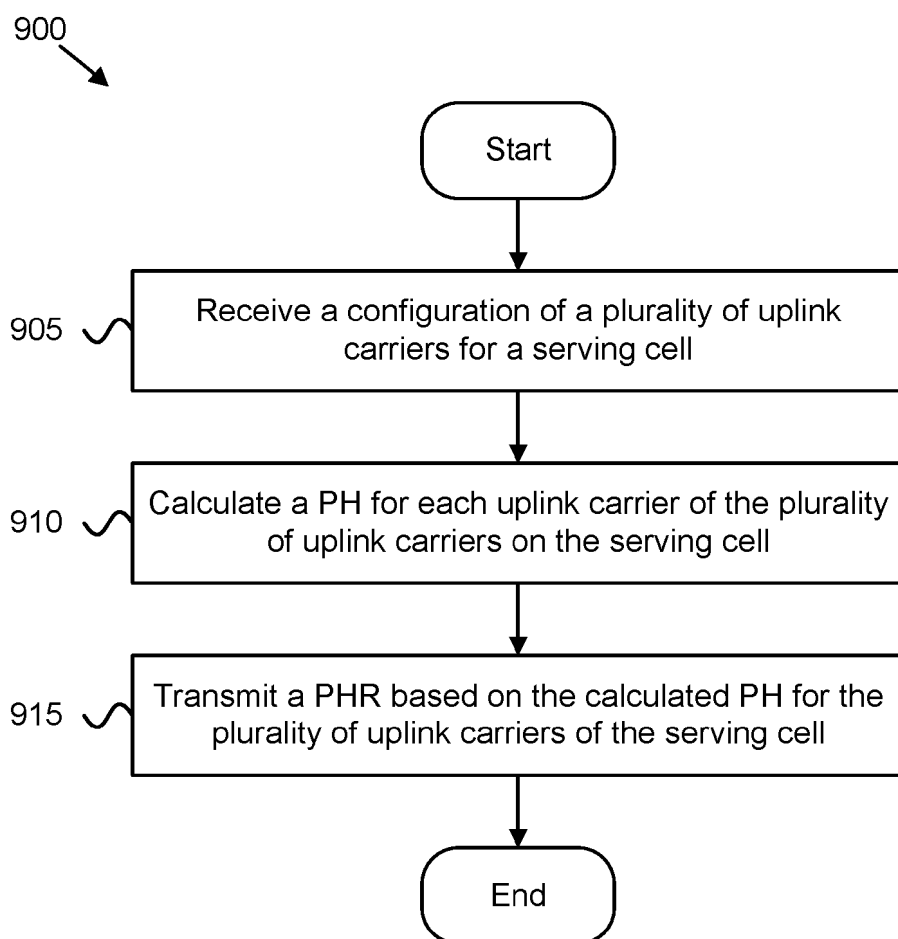 900
Start
905
Receive a configuration of a plurality of uplink
carriers for a serving cell
910
Calculate a PH for each uplink carrier of the plurality
of uplink carriers on the serving cell
915
Transmit a PHR based on the calculated PH for the
plurality of uplink carriers of the serving cell
End